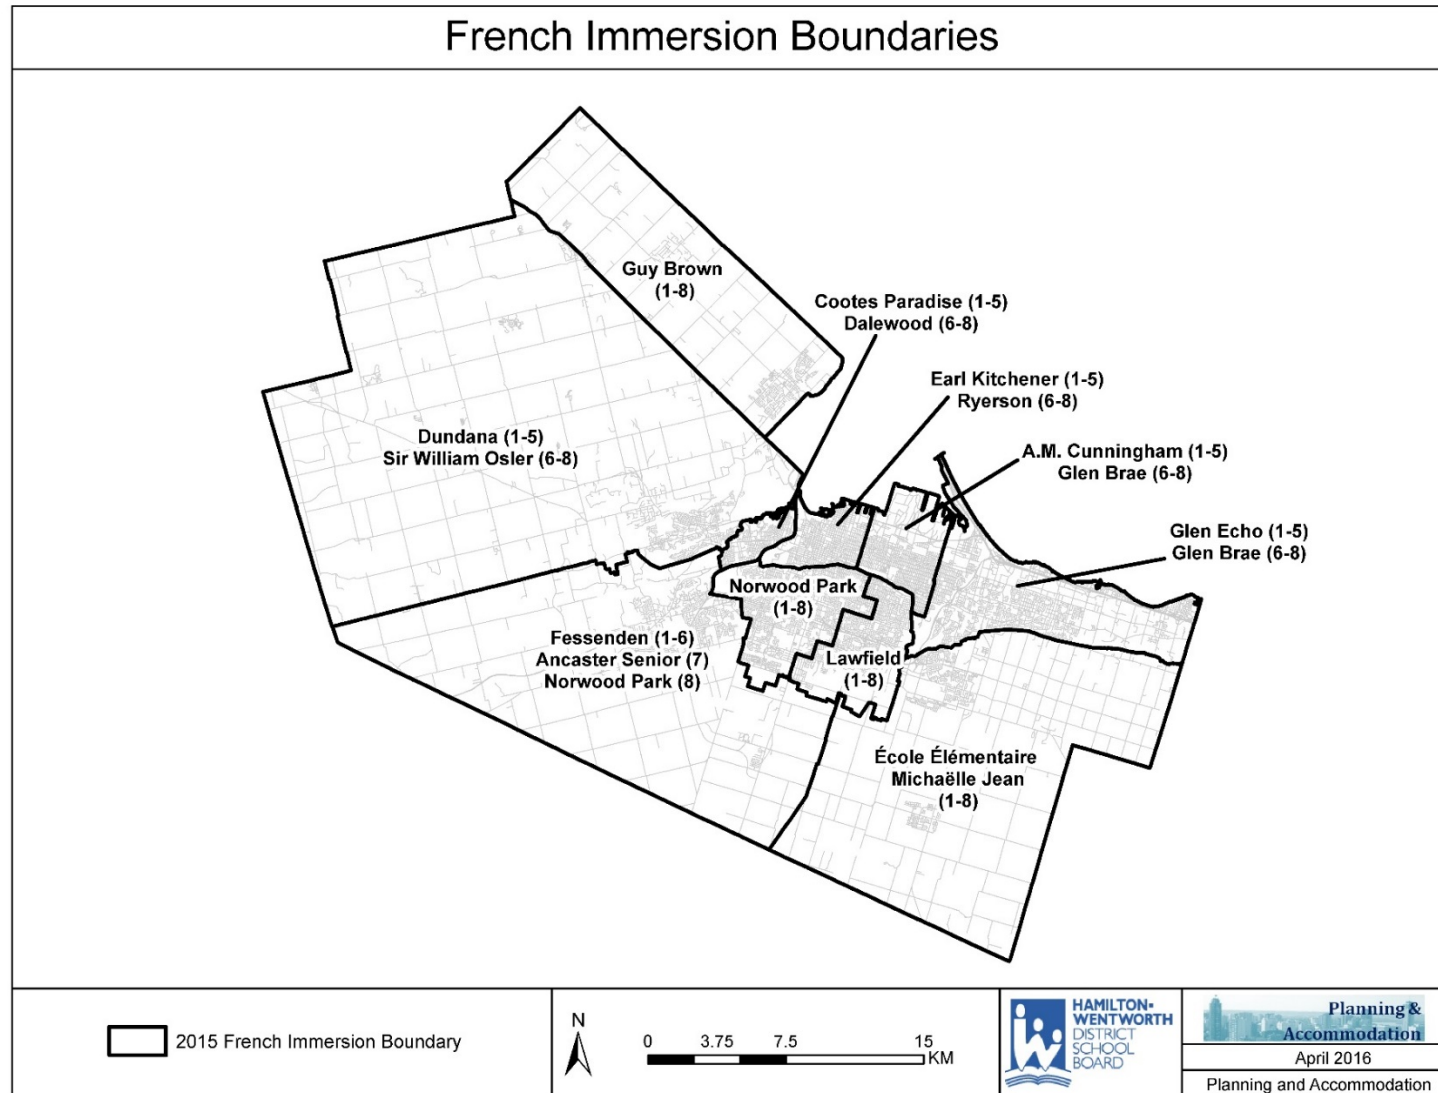 French Immersion Boundaries
Guy Brown
(1-8)
Cootes Paradise (1-5)
Dalewood (6-8)
Earl Kitchener (1-5)
Ryerson (6-8)
A.M. Cunningham (1-5)
Glen Brae (6-8)
Dundana (1-5)
Sir William Osler (6-8)
Glen Echo (1-5)
Glen Brae (6-8)
Norwood Park
(1-8)
Fessenden (1-6)
Ancaster Senior (7)
Norwood Park (8)
Lawfield
(1-8)
École Élémentaire
Michaëlle Jean
(1-8)
2015 French Immersion Boundary
N
0 3.75 7.5 15
KM
HAMILTON-
WENTWORTH
DISTRICT
SCHOOL
BOARD
Planning &
Accommodation
April 2016
Planning and Accommodation